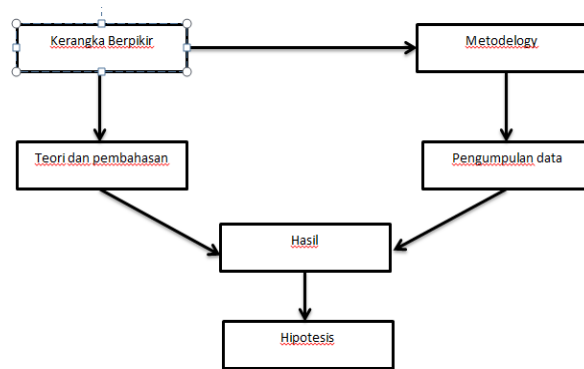 Kerangka Berpikir
Metodelogy
Teori dan pembahasan
Pengumpulan data
Hasil
Hipotesis